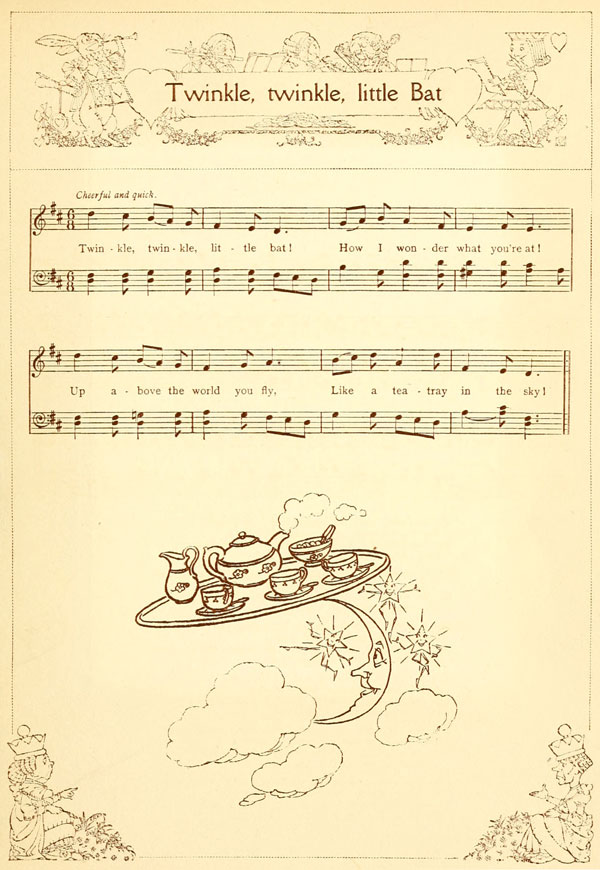 Twinkle, twinkle, little Bat
Cheerful and quick.
Twin - kle, twin - kle, lit - tle bat! How I won - der what you're at!
Up a - bove the world you fly, Like a tea - tray in the sky!